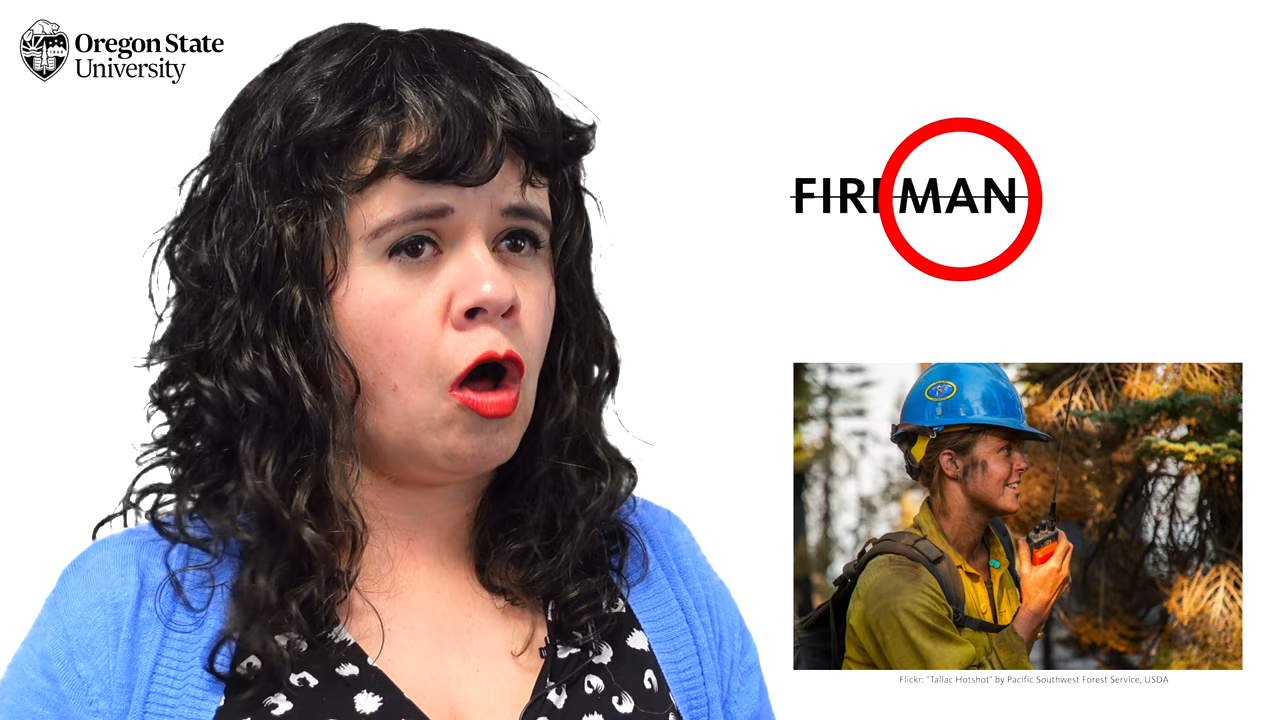 Oregon State
University
FIREMAN
Flickr: "Tallac Hotshot" by Pacific Southwest Forest Service, USDA